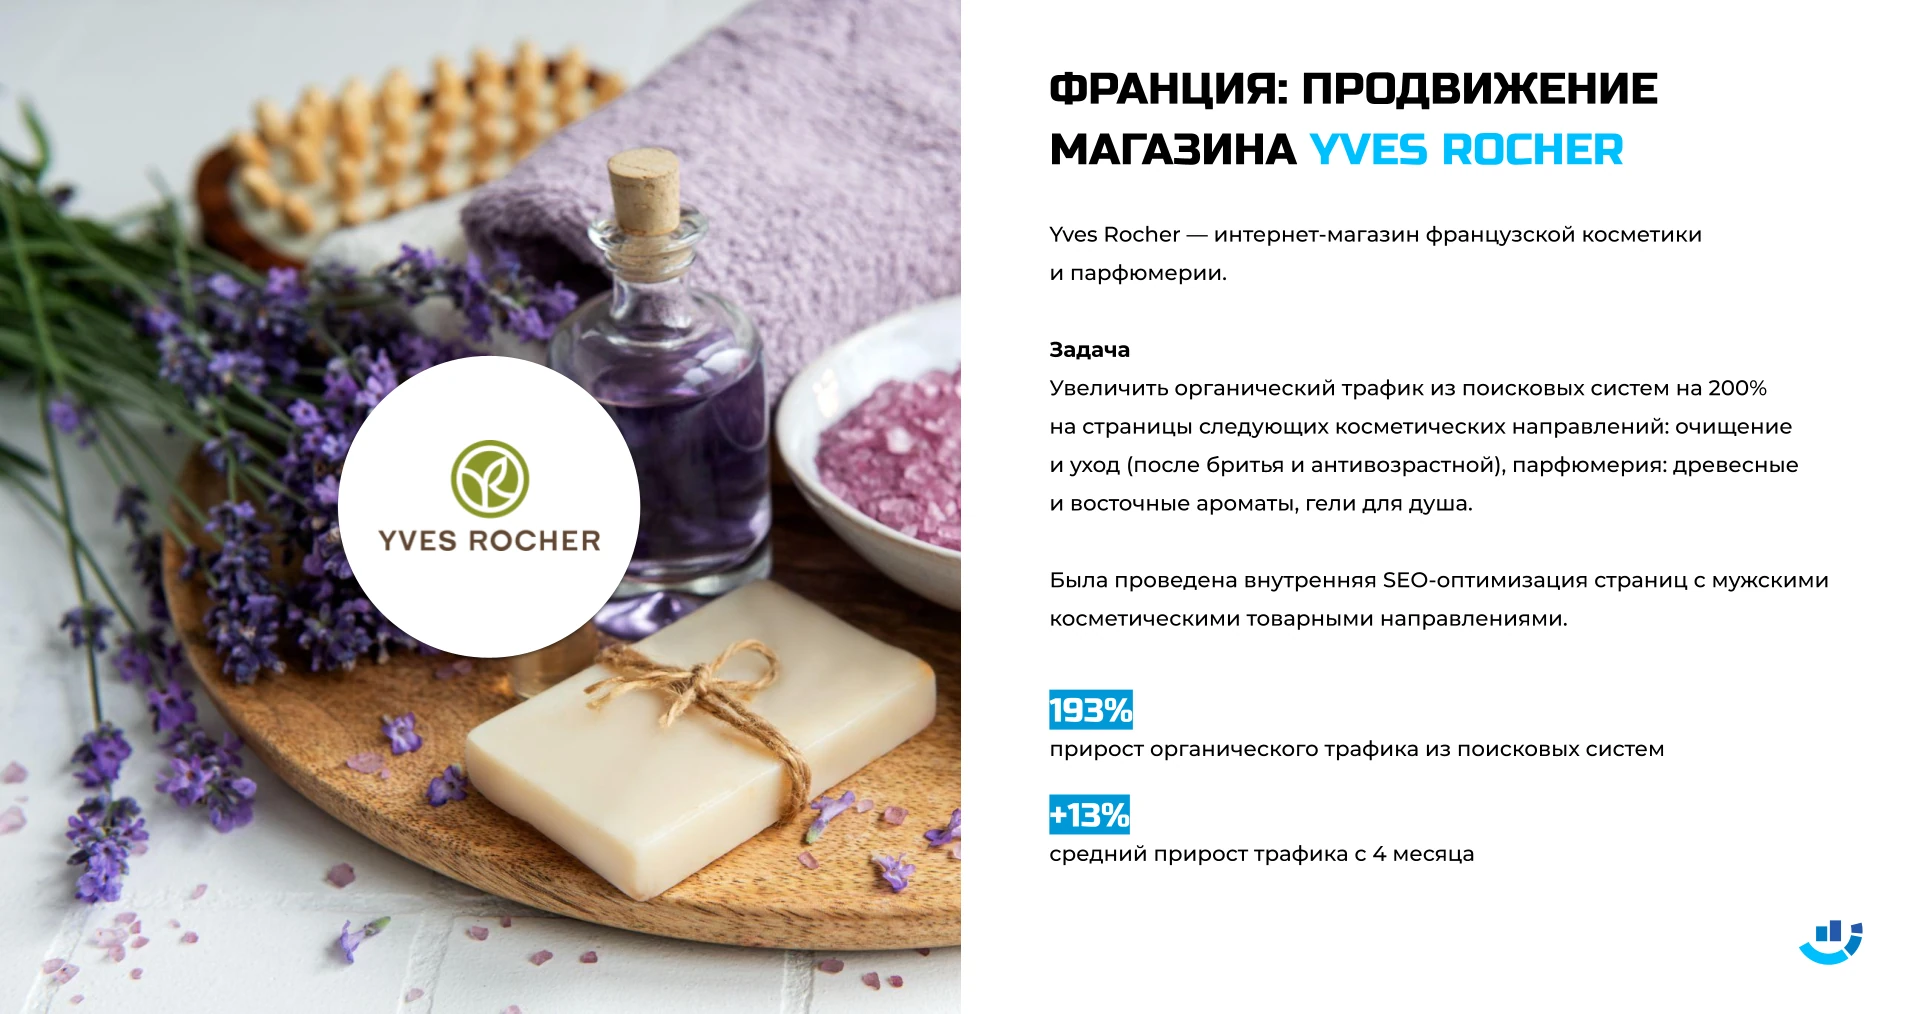 YVES ROCHER
ФРАНЦИЯ: ПРОДВИЖЕНИЕ
МАГАЗИНА YVES ROCHER
Yves Rocher — интернет-магазин французской косметики
и парфюмерии.
Задача
Увеличить органический трафик из поисковых систем на 200%
на страницы следующих косметических направлений: очищение
и уход (после бритья и антивозрастной), парфюмерия: древесные
и восточные ароматы, гели для душа.
Была проведена внутренняя SEO-оптимизация страниц с мужскими
косметическими товарными направлениями.
193%
прирост органического трафика из поисковых систем
+13%
средний прирост трафика с 4 месяца